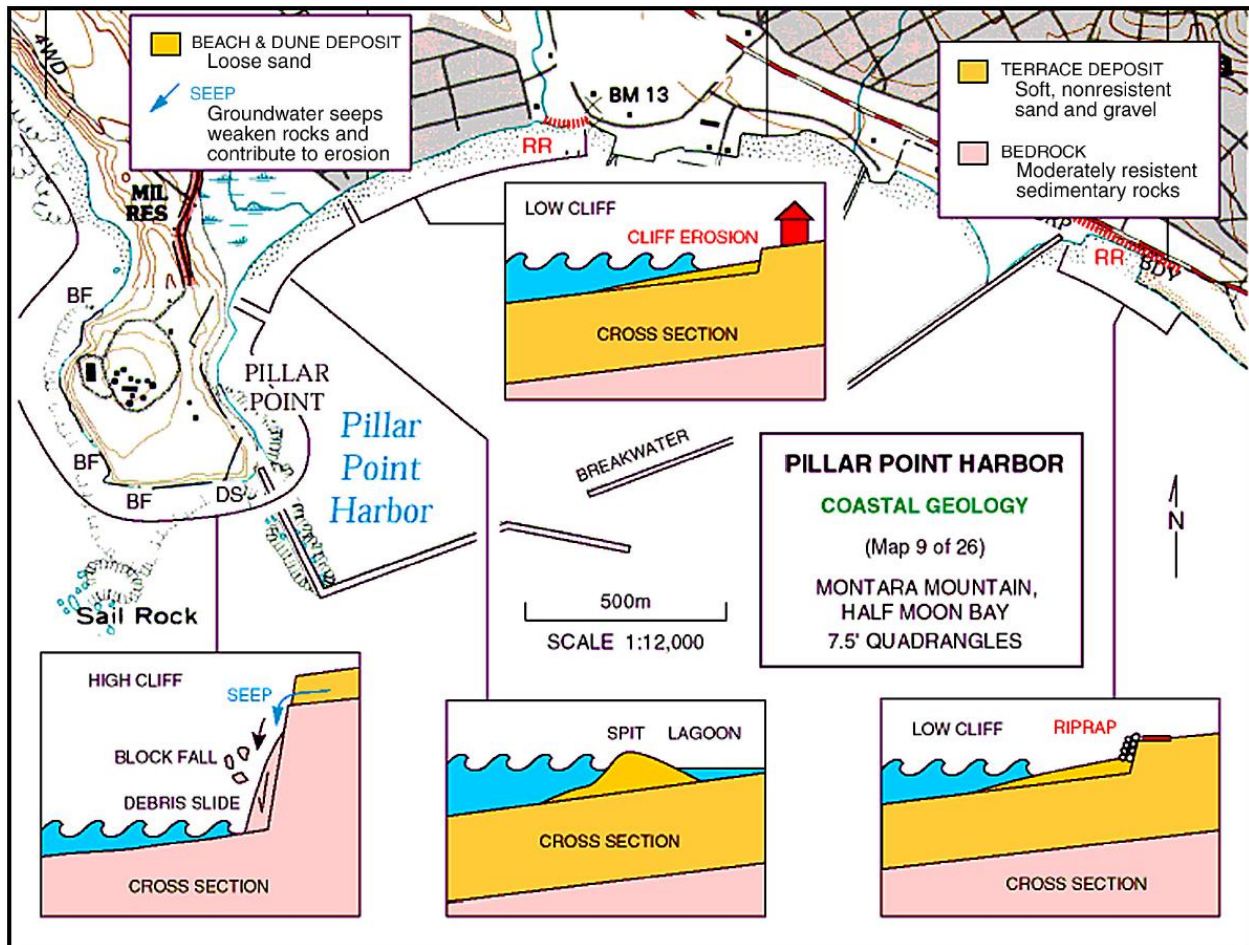 4WD
BEACH & DUNE DEPOSIT
Loose sand
SEEP
Groundwater seeps
weaken rocks and
contribute to erosion
BM 13
RR
TERRACE DEPOSIT
Soft, nonresistent
sand and gravel
BEDROCK
Moderately resistent
sedimentary rocks
MIL
RES
LOW CLIFF
CLIFF EROSION
CROSS SECTION
RR
BDY
BF
PILLAR
POINT
Pillar
Point
Harbor
BF
BF
DS
BREAKWATER
Sail Rock
500m
SCALE 1:12,000
PILLAR POINT HARBOR
COASTAL GEOLOGY
(Map 9 of 26)
MONTARA MOUNTAIN,
HALF MOON BAY
7.5' QUADRANGLES
N
HIGH CLIFF
SEEP
BLOCK FALL
DEBRIS SLIDE
CROSS SECTION
SPIT LAGOON
CROSS SECTION
LOW CLIFF
RIPRAP
CROSS SECTION